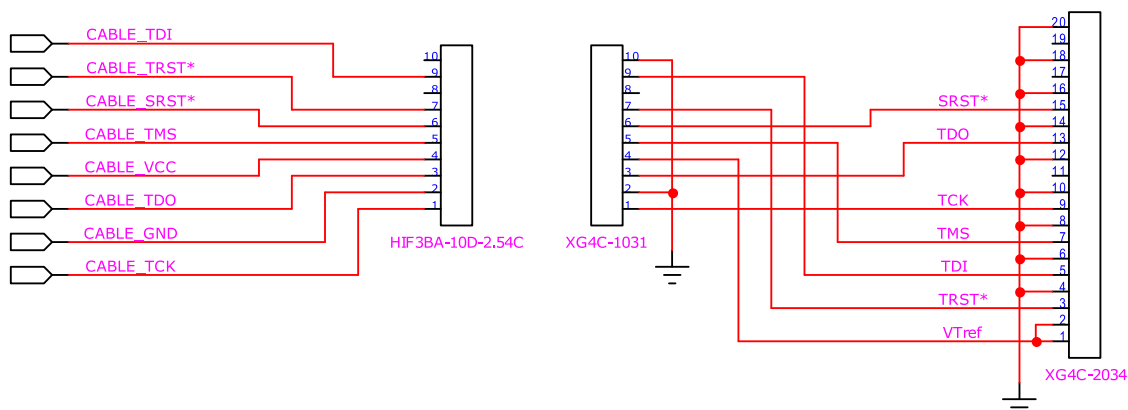 CABLE_TDI
CABLE_TRST*
CABLE_SRST*
CABLE_TMS
CABLE_VCC
CABLE_TDO
CABLE_GND
CABLE_TCK
10
9
8
7
6
5
4
3
2
1
HIF3BA-10D-2.54C
10
9
8
7
6
5
4
3
2
1
XG4C-1031
SRST*
TDO
TCK
TMS
TDI
TRST*
VTref
20
19
18
17
16
15
14
13
12
11
10
9
8
7
6
5
4
3
2
1
XG4C-2034